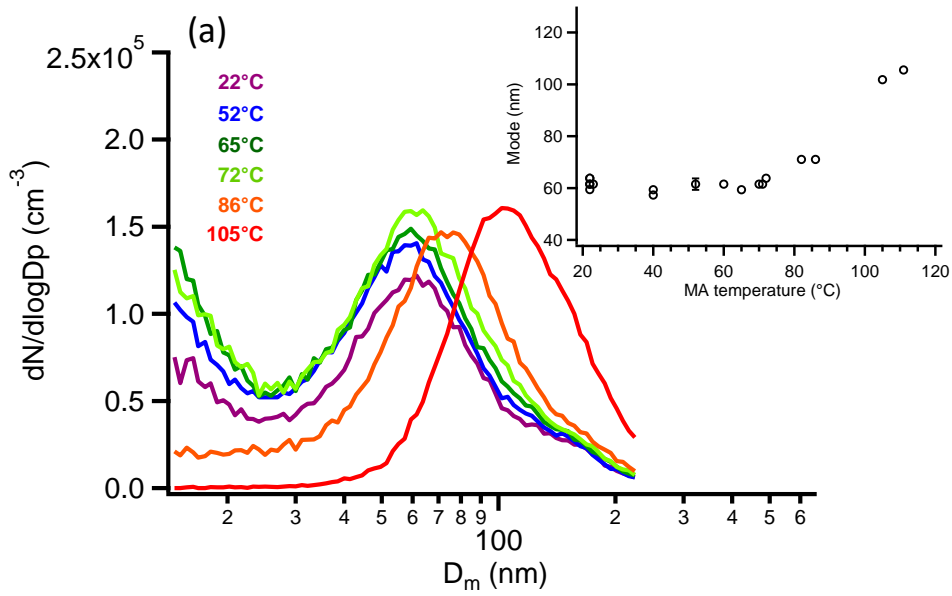 (a)
2.5x10^5
2.0
1.5
1.0
0.5
0.0
dN/dlogDp (cm^-3)
22°C
52°C
65°C
72°C
86°C
105°C
2 3 4 5 6 7 8 9 100 2 3 4 5 6
D_m (nm)
120
100
80
60
40
Mode (nm)
20 40 60 80 100 120
MA temperature (°C)